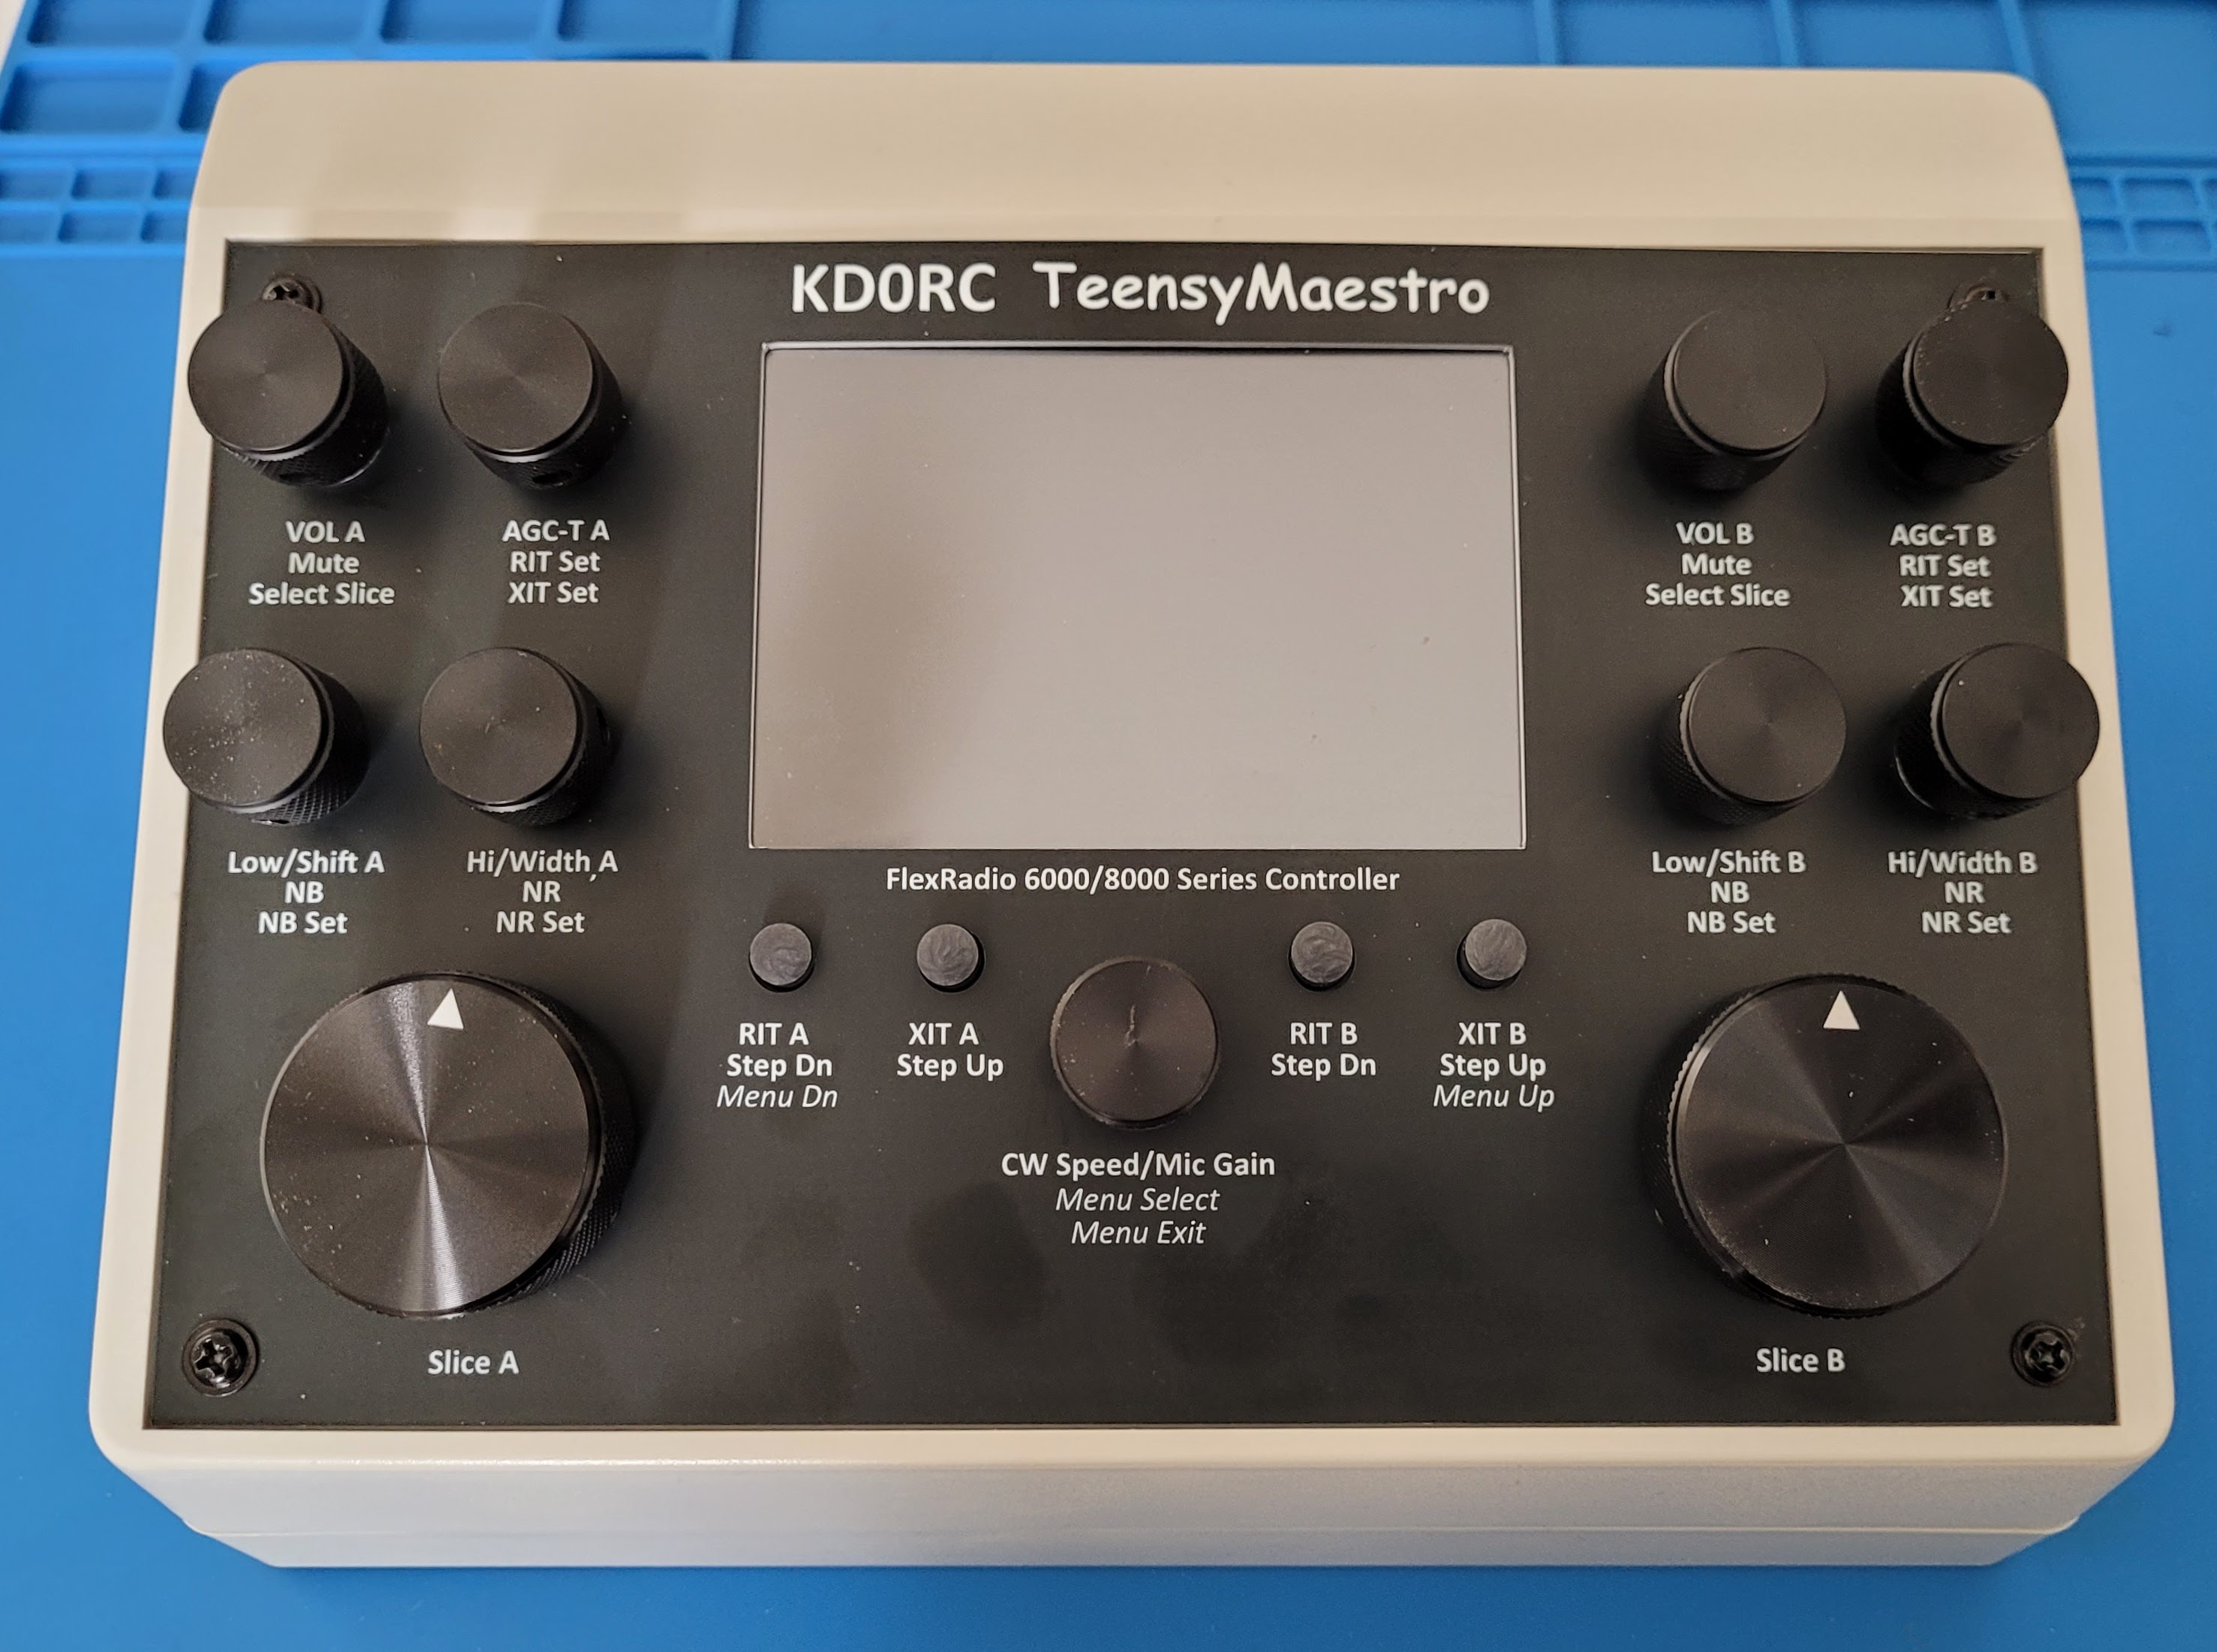 KD0RC TeensyMaestro
VOL A
Mute
Select Slice
AGC-T A
RIT Set
XIT Set
VOL B
Mute
Select Slice
AGC-T B
RIT Set
XIT Set
Low/Shift A
NB
NB Set
Hi/Width A
NR
NR Set
Low/Shift B
NB
NB Set
Hi/Width B
NR
NR Set
FlexRadio 6000/8000 Series Controller
RIT A
Step Dn
Menu Dn
XIT A
Step Up
RIT B
Step Dn
XIT B
Step Up
Menu Up
CW Speed/Mic Gain
Menu Select
Menu Exit
Slice A
Slice B